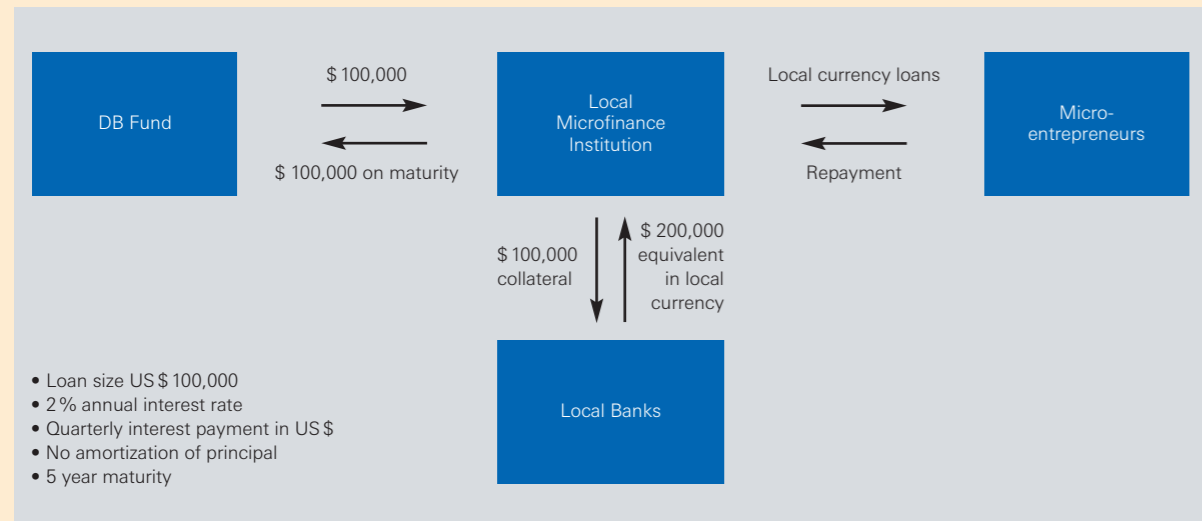 DB Fund
$ 100,000
$ 100,000 on maturity
Local
Microfinance
Institution
Local currency loans
Repayment
Micro-
entrepreneurs
$ 100,000
collateral
$ 200,000
equivalent
in local
currency
Local Banks
• Loan size US $ 100,000
• 2 % annual interest rate
• Quarterly interest payment in US $
• No amortization of principal
• 5 year maturity